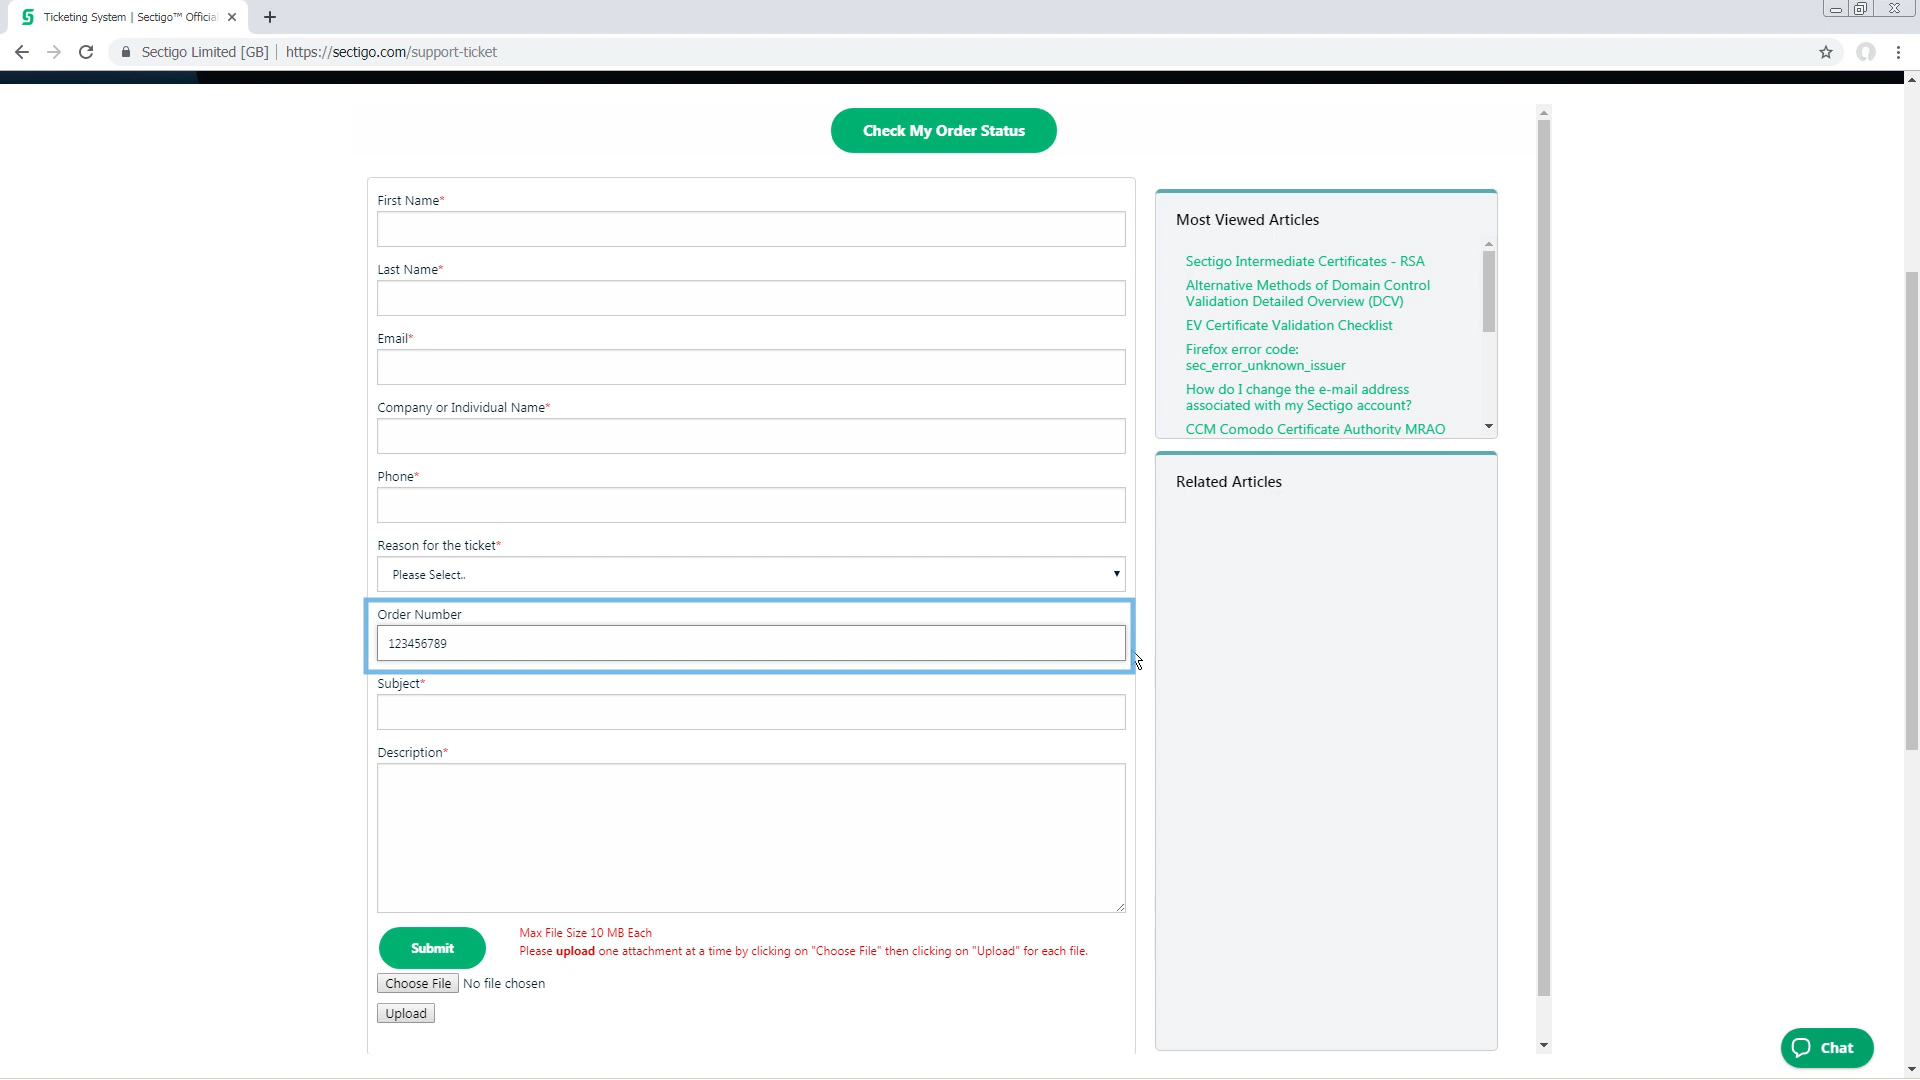 Ticketing System | Sectigo™ Officia
Sectigo Limited [GB] | https://sectigo.com/support-ticket
Check My Order Status
First Name*
Last Name*
Email*
Company or Individual Name*
Phone*
Reason for the ticket*
Please Select..
Order Number
123456789
Subject*
Description*
Submit
Max File Size 10 MB Each
Please upload one attachment at a time by clicking on "Choose File" then clicking on "Upload" for each file.
Choose File No file chosen
Upload
Most Viewed Articles
Sectigo Intermediate Certificates - RSA
Alternative Methods of Domain Control
Validation Detailed Overview (DCV)
EV Certificate Validation Checklist
Firefox error code:
sec_error_unknown_issuer
How do I change the e-mail address
associated with my Sectigo account?
CCM Comodo Certificate Authority MRAO
Related Articles
Chat